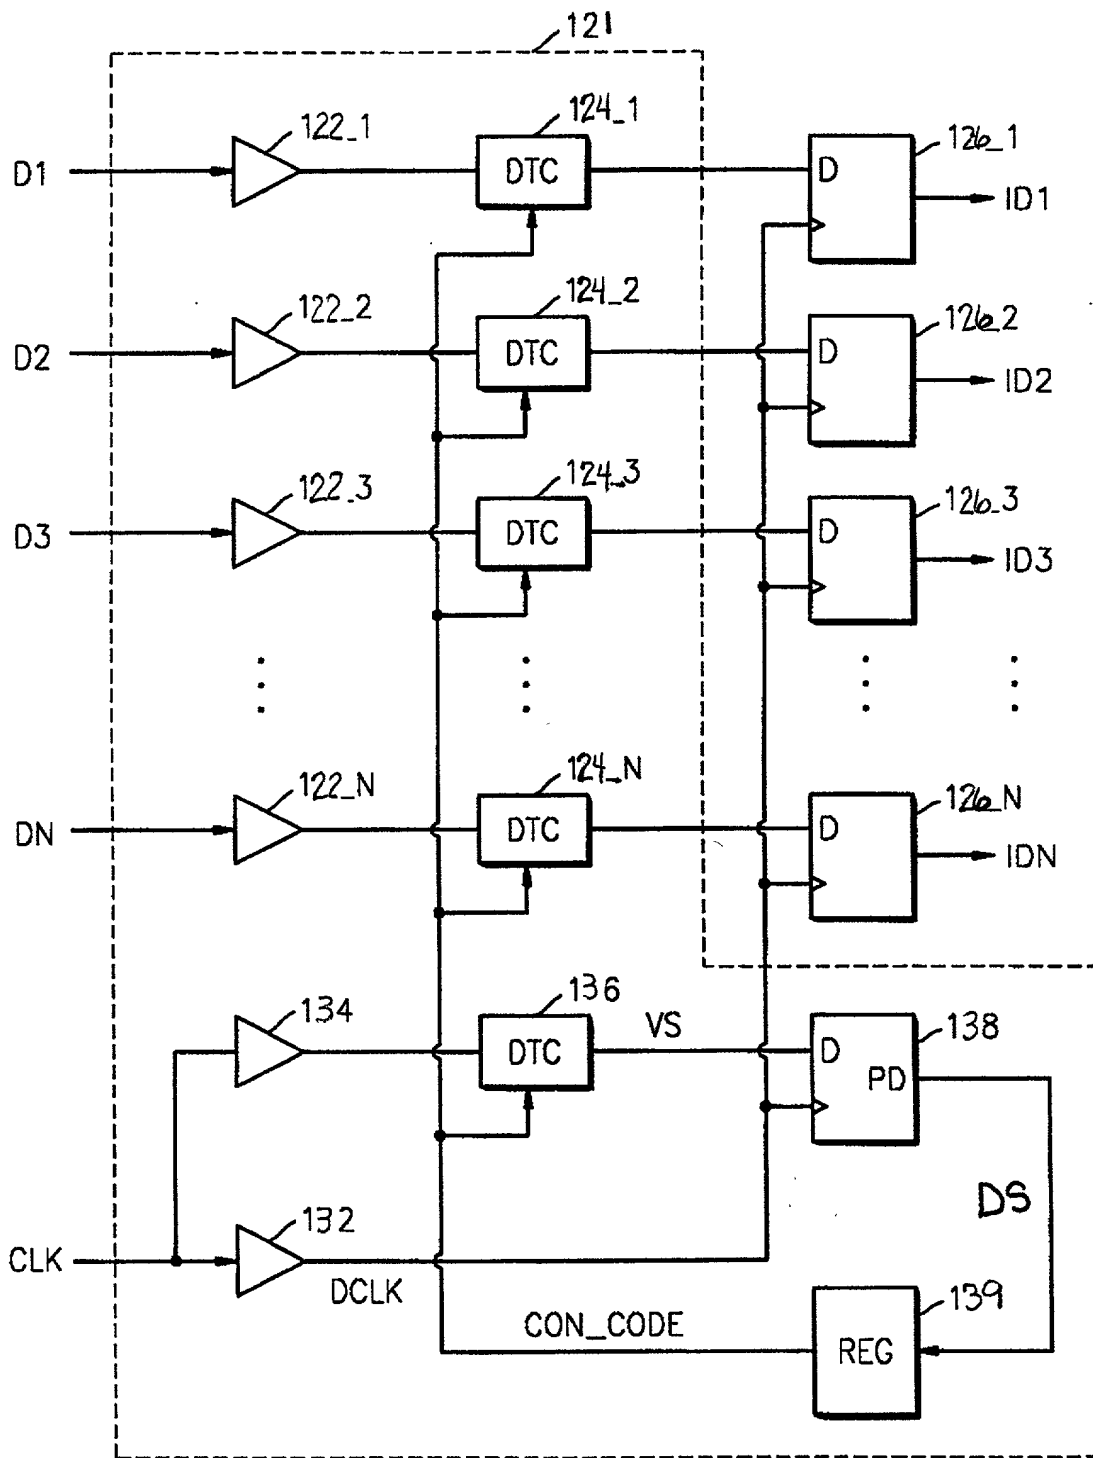 121
122_1
124_1
126_1
D1
DTC
D
ID1
122_2
124_2
126_2
D2
DTC
D
ID2
122_3
124_3
126_3
D3
DTC
D
ID3
122_N
124_N
126_N
DN
DTC
D
IDN
134
136
VS
138
DTC
D
PD
DS
132
CLK
DCLK
139
CON_CODE
REG